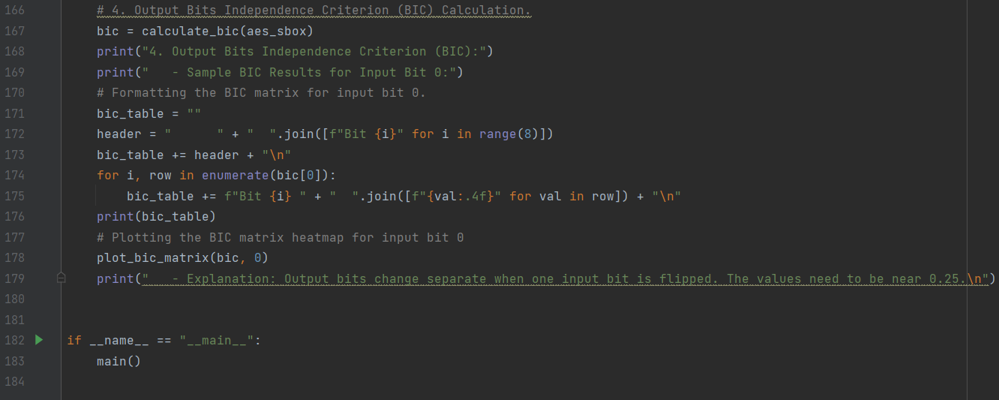 166 # 4. Output Bits Independence Criterion (BIC) Calculation.
167 bic = calculate_bic(aes_sbox)
168 print("4. Output Bits Independence Criterion (BIC):")
169 print("   - Sample BIC Results for Input Bit 0:")
170 # Formatting the BIC matrix for input bit 0.
171 bic_table = ""
172 header = "      " + "  ".join([f"Bit {i}" for i in range(8)])
173 bic_table += header + "\n"
174 for i, row in enumerate(bic[0]):
175     bic_table += f"Bit {i} " + "  ".join([f"{val:.4f}" for val in row]) + "\n"
176 print(bic_table)
177 # Plotting the BIC matrix heatmap for input bit 0
178 plot_bic_matrix(bic, 0)
179 print("   - Explanation: Output bits change separate when one input bit is flipped. The values need to be near 0.25.\n")
180
181
182 if __name__ == "__main__":
183     main()
184